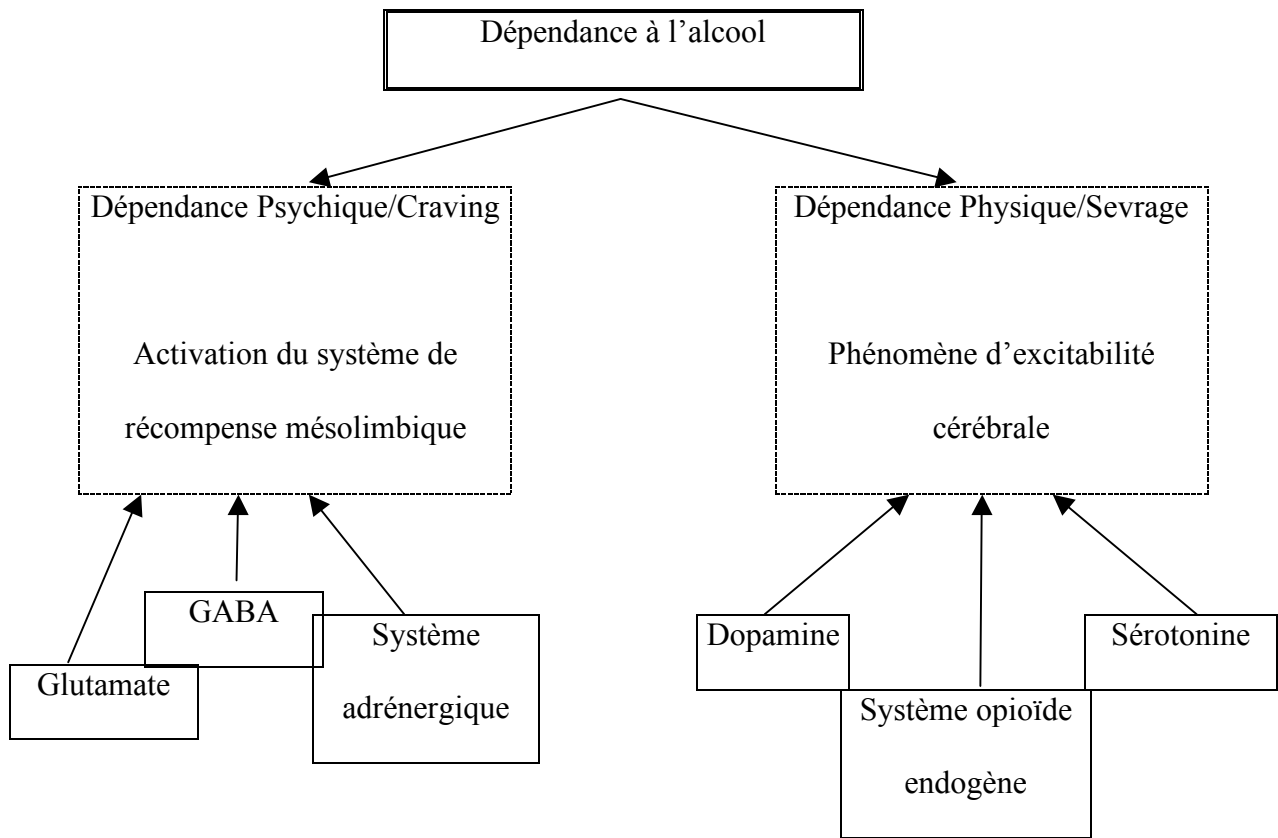 Dépendance à l’alcool
Dépendance Psychique/Craving
Activation du système de
récompense mésolimbique
Dépendance Physique/Sevrage
Phénomène d’excitabilité
cérébrale
Glutamate
GABA
Système
adrénergique
Dopamine
Système opioïde
endogène
Sérotonine